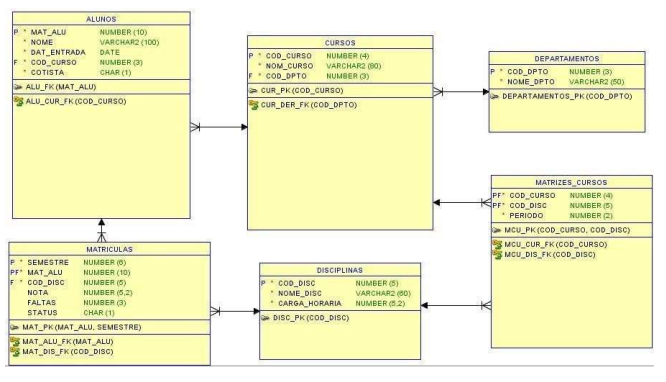 ALUNOS
P * MAT_ALU NUMBER (10)
* NOME VARCHAR2 (100)
* DAT_ENTRADA DATE
F * COD_CURSO NUMBER (3)
* COTISTA CHAR (1)
ALU_FK (MAT_ALU)
ALU_CUR_FK (COD_CURSO)
CURSOS
P * COD_CURSO NUMBER (4)
* NOM_CURSO VARCHAR2 (80)
F * COD_DPTO NUMBER (3)
CUR_PK (COD_CURSO)
CUR_DER_FK (COD_DPTO)
DEPARTAMENTOS
P * COD_DPTO NUMBER (3)
* NOME_DPTO VARCHAR2 (50)
DEPARTAMENTOS_PK (COD_DPTO)
MATRIZES_CURSOS
PF* COD_CURSO NUMBER (4)
PF* COD_DISC NUMBER (5)
* PERIODO NUMBER (2)
MCU_PK (COD_CURSO, COD_DISC)
MCU_CUR_FK (COD_CURSO)
MCU_DIS_FK (COD_DISC)
MATRICULAS
P * SEMESTRE NUMBER (6)
PF* MAT_ALU NUMBER (10)
F * COD_DISC NUMBER (5)
NOTA NUMBER (5,2)
FALTAS NUMBER (3)
STATUS CHAR (1)
MAT_PK (MAT_ALU, SEMESTRE)
MAT_ALU_FK (MAT_ALU)
MAT_DIS_FK (COD_DISC)
DISCIPLINAS
P * COD_DISC NUMBER (5)
* NOME_DISC VARCHAR2 (60)
* CARGA_HORARIA NUMBER (5,2)
DISC_PK (COD_DISC)